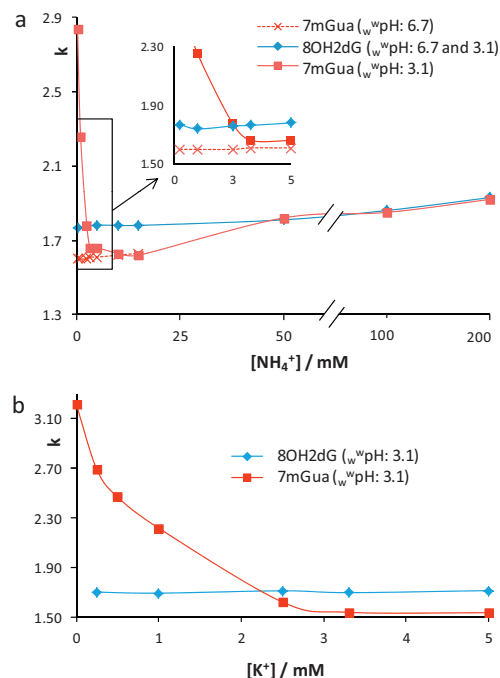 a
7mGua (wwpH: 6.7)
8OH2dG (wwpH: 6.7 and 3.1)
7mGua (wwpH: 3.1)
k
2.9
2.5
2.1
1.7
1.3
2.30
1.90
1.70
1.50
0 3 5
0 25 50 100 200
[NH4+] / mM
b
8OH2dG (wwpH: 3.1)
7mGua (wwpH: 3.1)
k
3.10
2.70
2.30
1.90
1.50
0 1 2 3 4 5
[K+] / mM